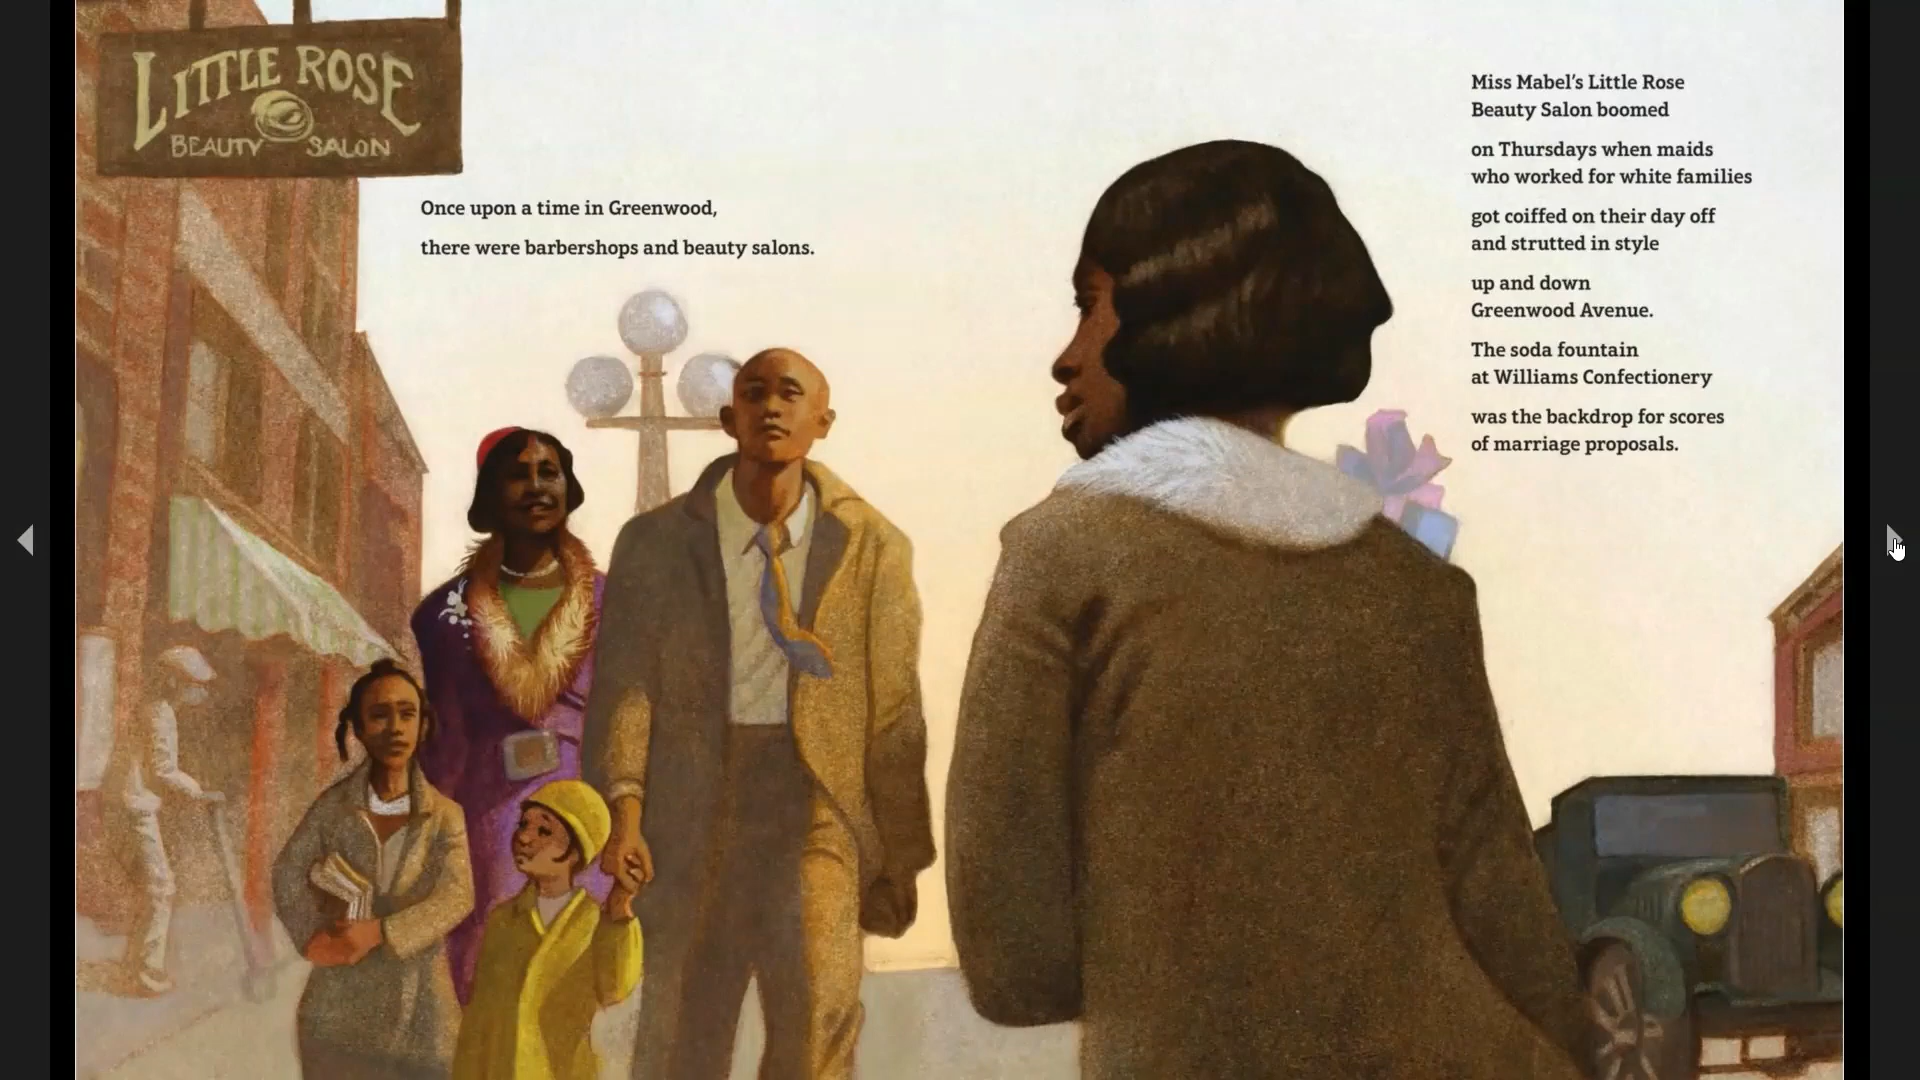 LITTLE ROSE
BEAUTY SALON
Once upon a time in Greenwood,
there were barbershops and beauty salons.
Miss Mabel’s Little Rose
Beauty Salon boomed
on Thursdays when maids
who worked for white families
got coiffed on their day off
and strutted in style
up and down
Greenwood Avenue.
The soda fountain
at Williams Confectionery
was the backdrop for scores
of marriage proposals.